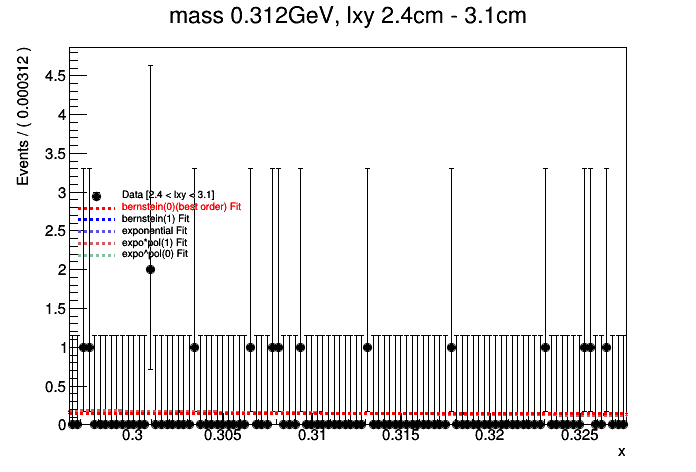 mass 0.312GeV, lxy 2.4cm - 3.1cm
Events / ( 0.000312 )
4.5
4
3.5
3
2.5
2
1.5
1
0.5
0
Data [2.4 < lxy < 3.1]
bernstein(0)(best order) Fit
bernstein(1) Fit
exponential Fit
expo*pol(1) Fit
expo^pol(0) Fit
0.3 0.305 0.31 0.315 0.32 0.325
x